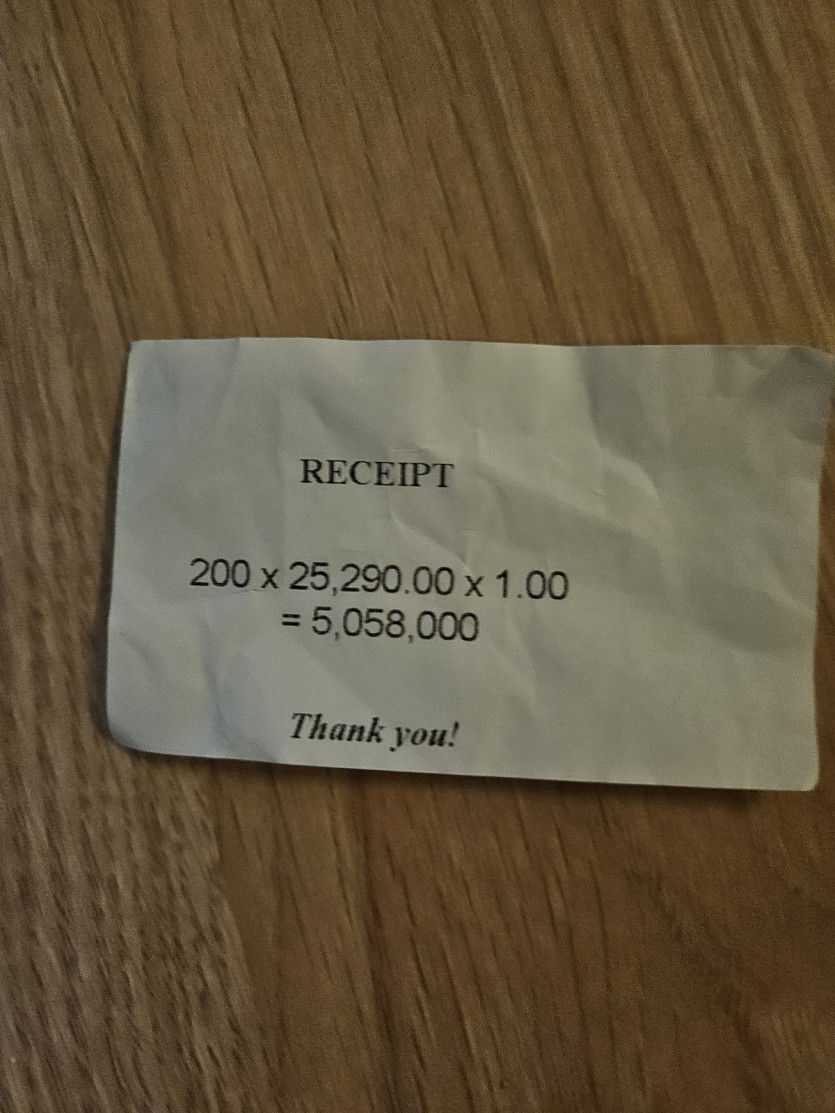 RECEIPT
200 x 25,290.00 x 1.00
= 5,058,000
Thank you!